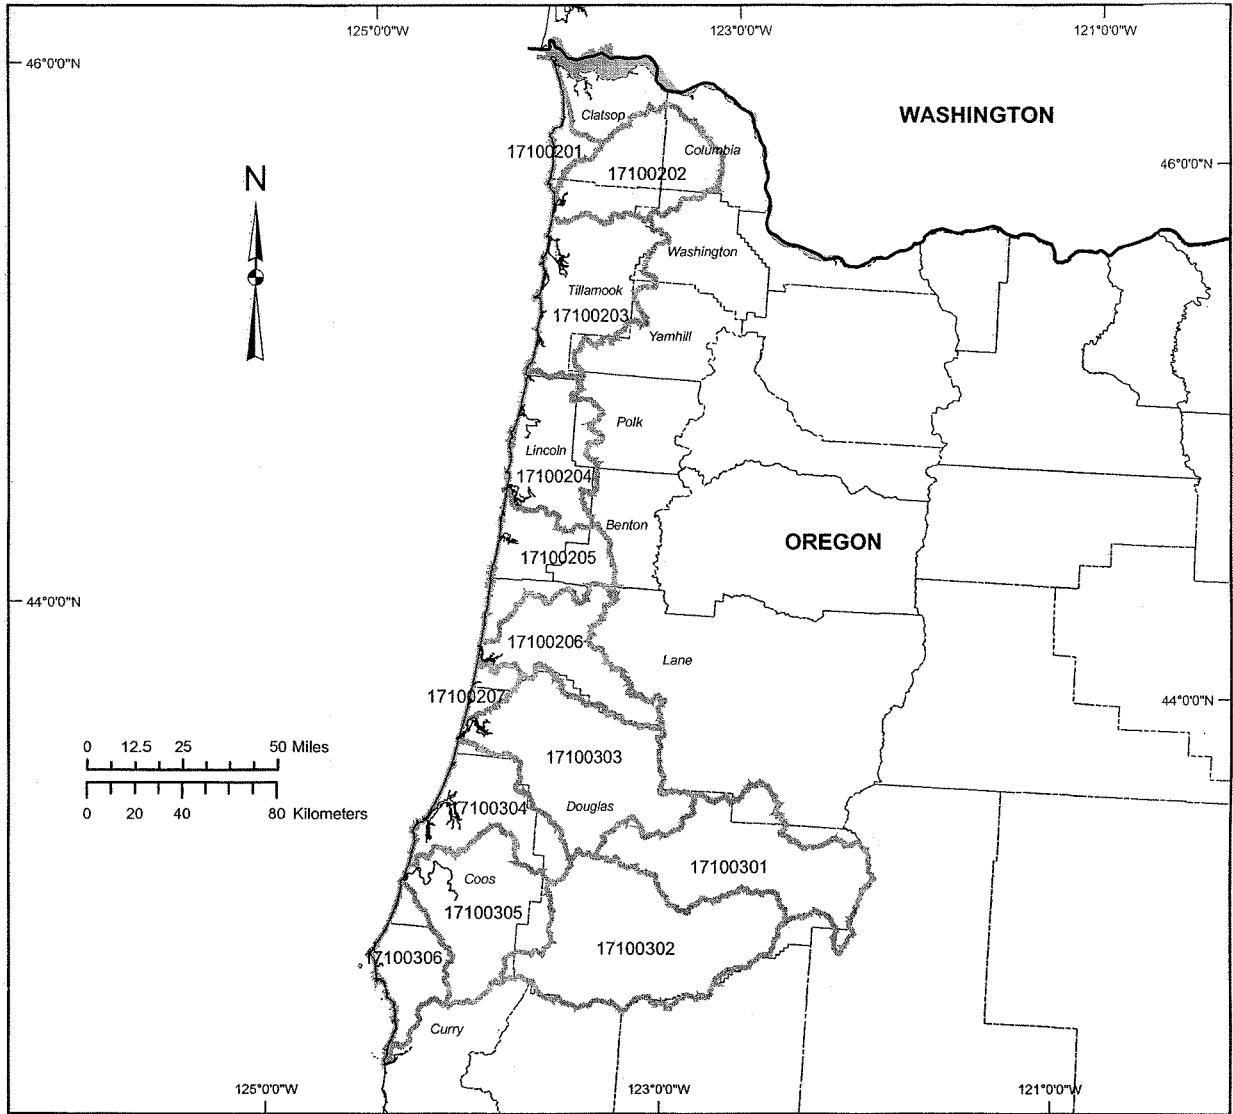 125°0'0"W
123°0'0"W
121°0'0"W
46°0'0"N
WASHINGTON
Clatsop
17100201
Columbia
46°0'0"N
17100202
N
Washington
Tillamook
17100203
Yamhill
Polk
Lincoln
17100204
Benton
OREGON
17100205
44°0'0"N
17100206
Lane
17100207
44°0'0"N
0 12.5 25 50 Miles
17100303
0 20 40 80 Kilometers
17100304
Douglas
17100301
Coos
17100305
17100302
17100306
Curry
125°0'0"W
123°0'0"W
121°0'0"W